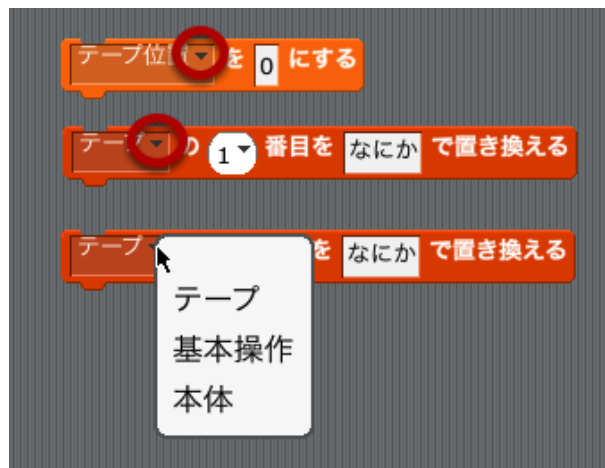 テープ位置 を 0 にする
テープ の 1 番目を なにか で置き換える
テープ を なにか で置き換える
テープ
基本操作
本体